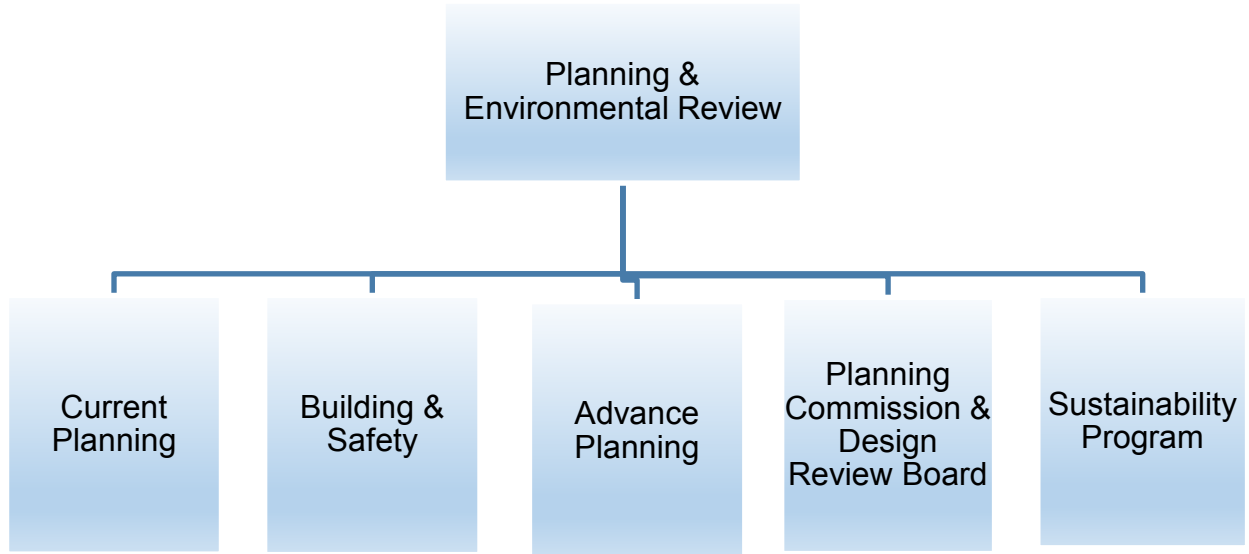 Planning &
Environmental Review
Current
Planning
Building &
Safety
Advance
Planning
Planning
Commission &
Design
Review Board
Sustainability
Program